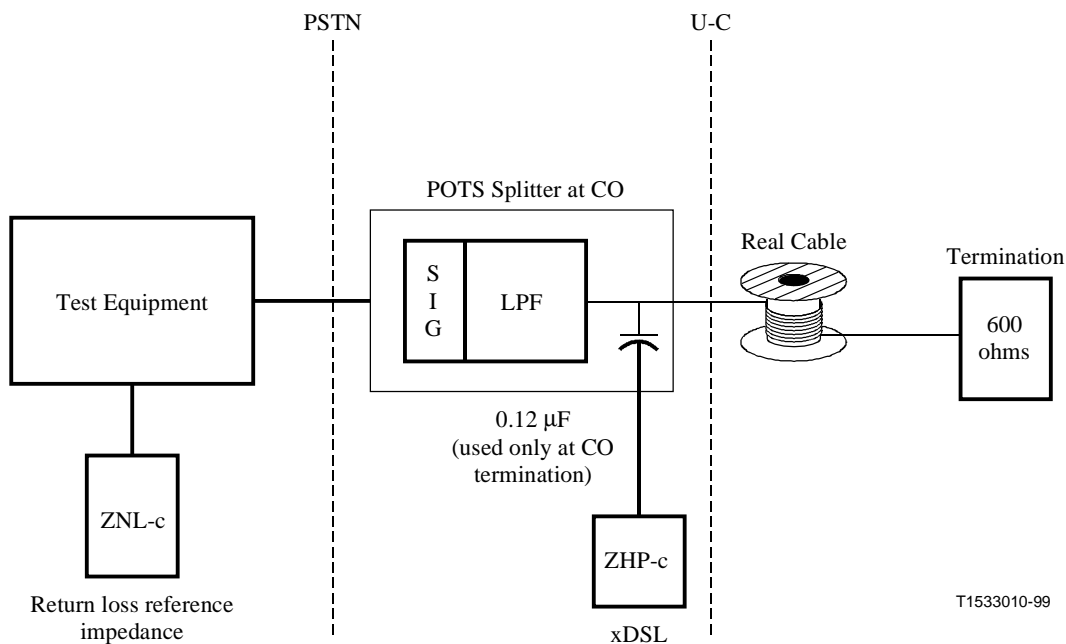 PSTN
U-C
POTS Splitter at CO
Test Equipment
S
I
G
LPF
Real Cable
Termination
600
ohms
0.12 µF
(used only at CO
termination)
ZNL-c
ZHP-c
Return loss reference
impedance
xDSL
T1533010-99